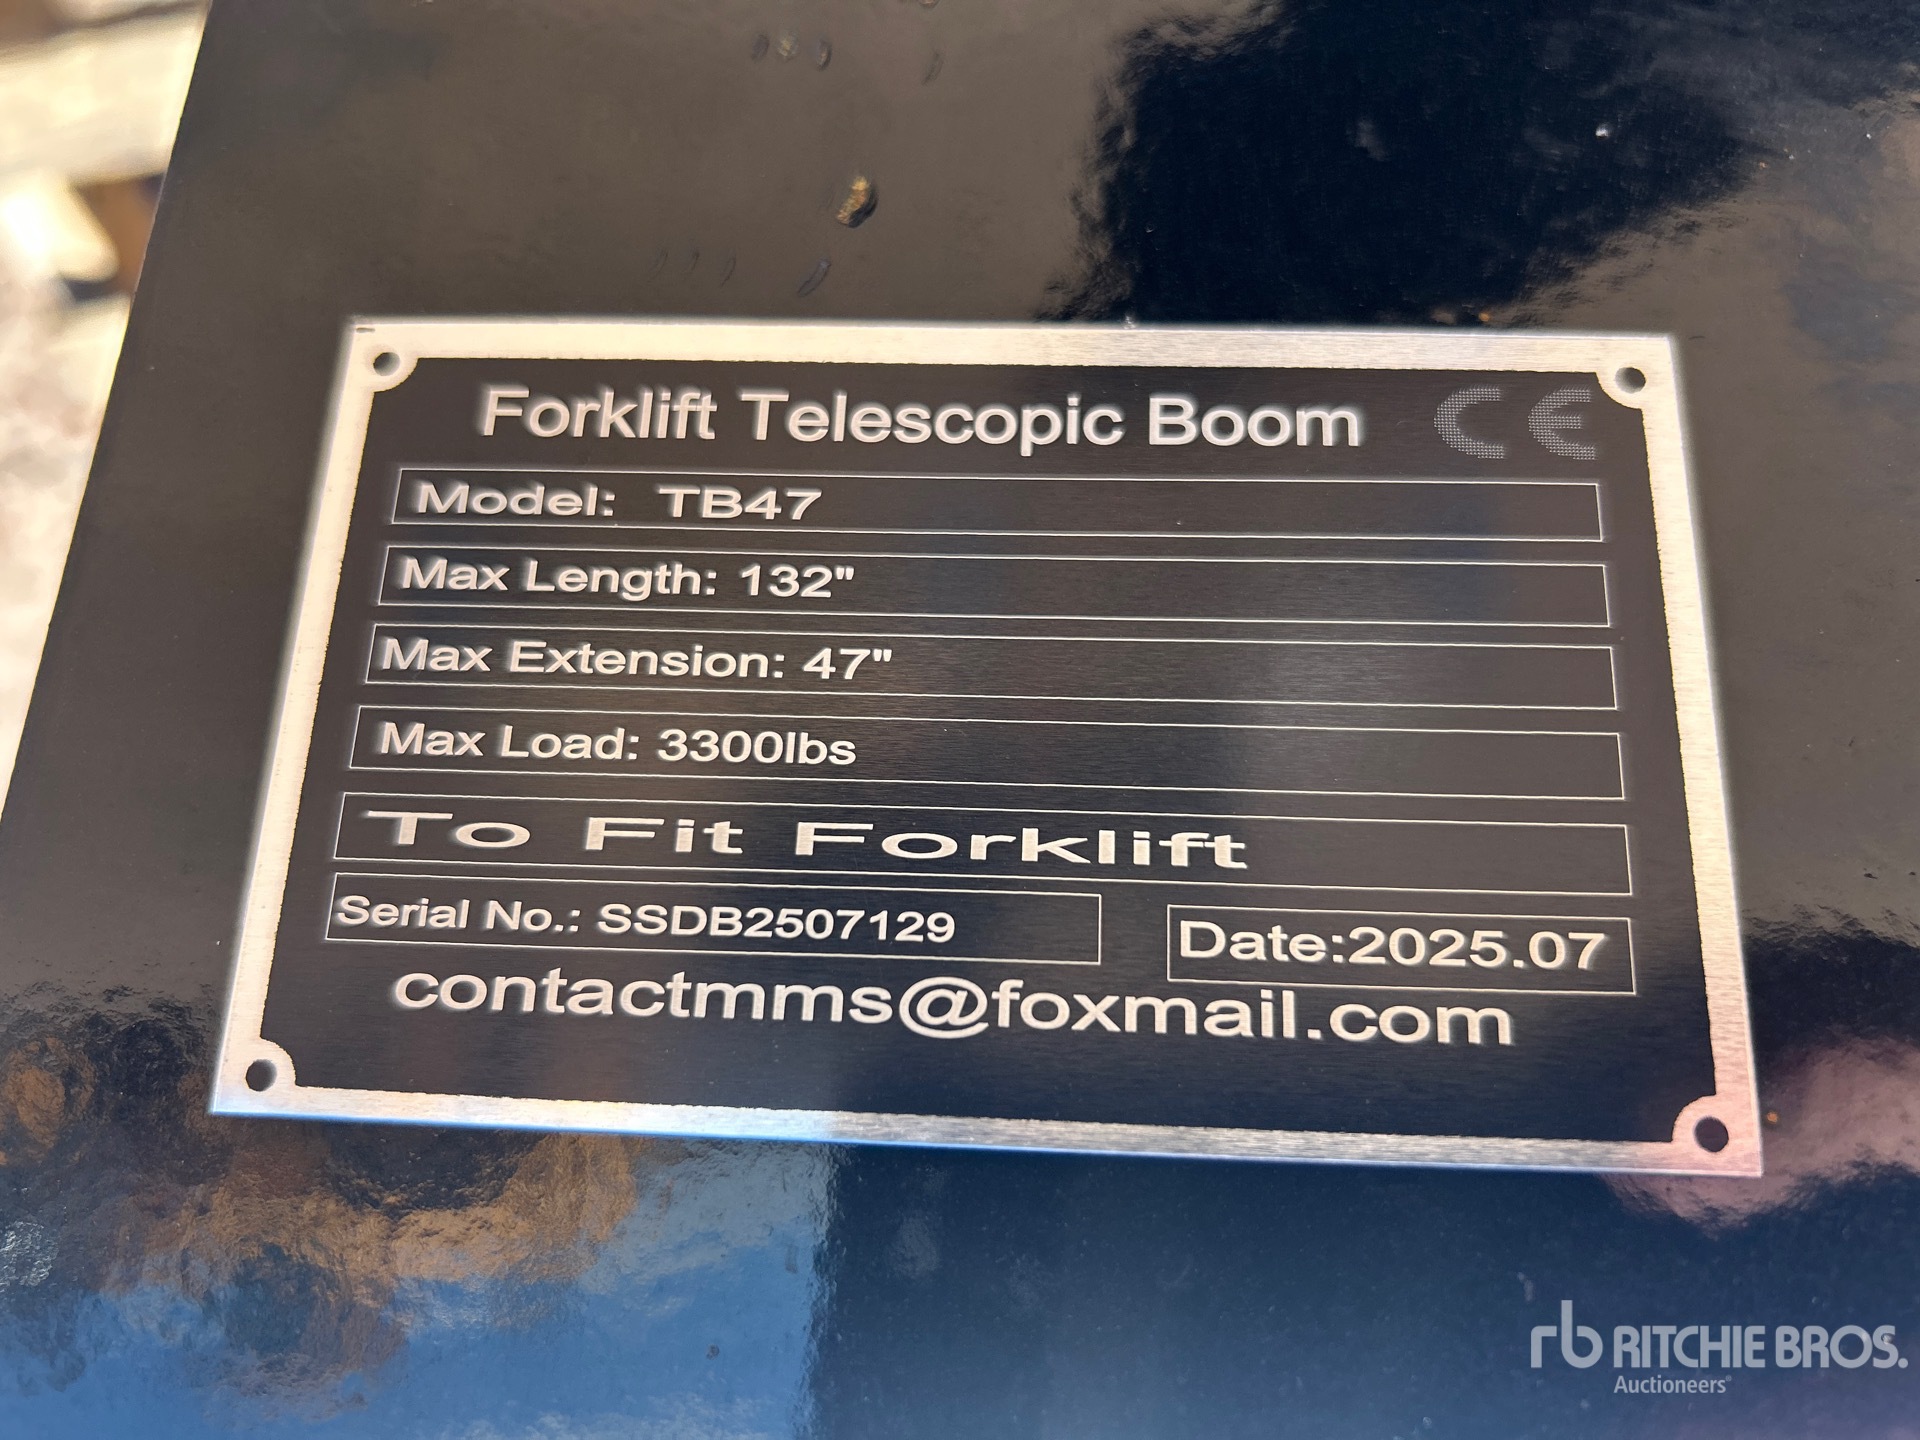 Forklift Telescopic Boom CE
Model: TB47
Max Length: 132"
Max Extension: 47"
Max Load: 3300lbs
To Fit Forklift
Serial No.: SSDB2507129
Date:2025.07
contactmms@foxmail.com
rb RITCHIE BROS.
Auctioneers